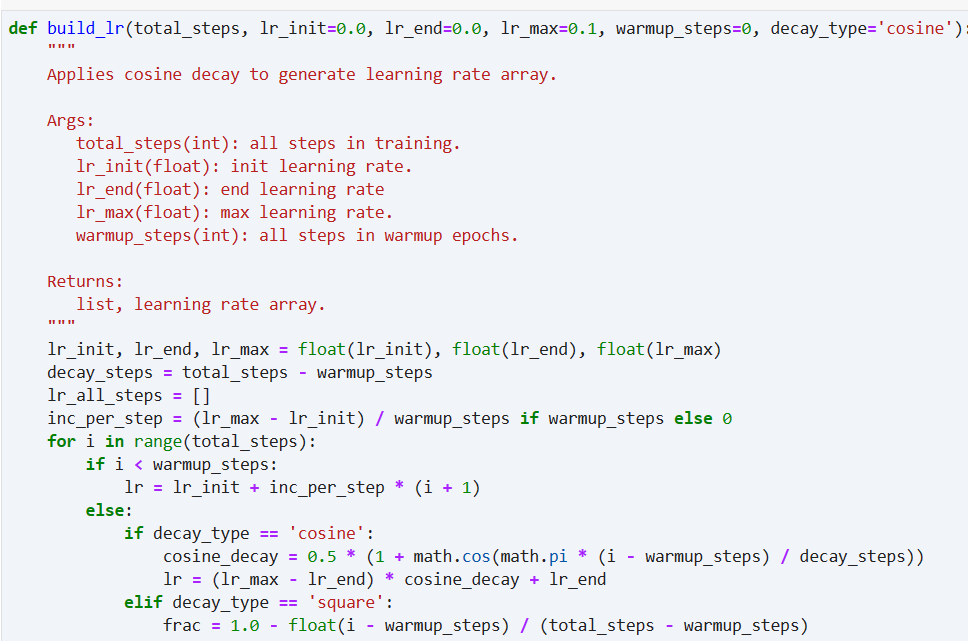 def build_lr(total_steps, lr_init=0.0, lr_end=0.0, lr_max=0.1, warmup_steps=0, decay_type='cosine'):
    """
    Applies cosine decay to generate learning rate array.

    Args:
       total_steps(int): all steps in training.
       lr_init(float): init learning rate.
       lr_end(float): end learning rate
       lr_max(float): max learning rate.
       warmup_steps(int): all steps in warmup epochs.

    Returns:
       list, learning rate array.
    """
    lr_init, lr_end, lr_max = float(lr_init), float(lr_end), float(lr_max)
    decay_steps = total_steps - warmup_steps
    lr_all_steps = []
    inc_per_step = (lr_max - lr_init) / warmup_steps if warmup_steps else 0
    for i in range(total_steps):
        if i < warmup_steps:
            lr = lr_init + inc_per_step * (i + 1)
        else:
            if decay_type == 'cosine':
                cosine_decay = 0.5 * (1 + math.cos(math.pi * (i - warmup_steps) / decay_steps))
                lr = (lr_max - lr_end) * cosine_decay + lr_end
            elif decay_type == 'square':
                frac = 1.0 - float(i - warmup_steps) / (total_steps - warmup_steps)